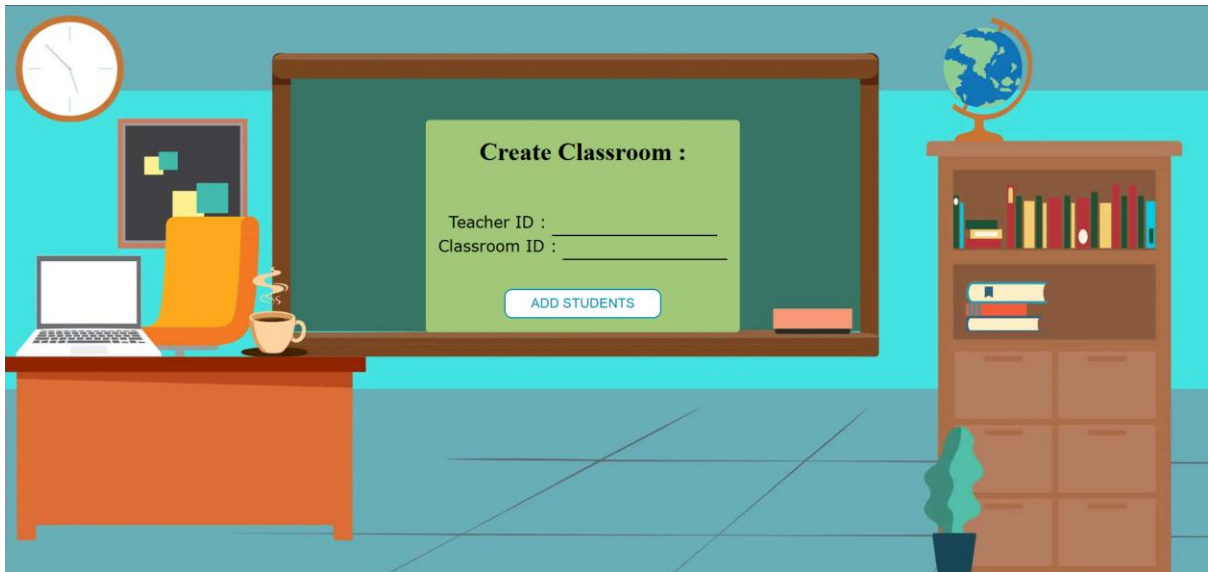 Create Classroom :
Teacher ID :
Classroom ID :
ADD STUDENTS